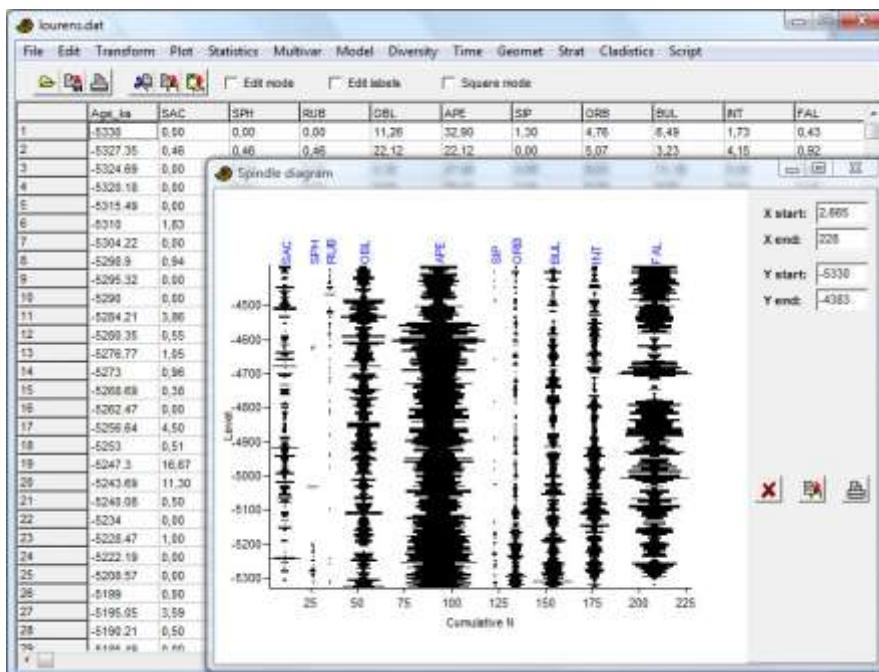 lourens.dat
File Edit Transform Plot Statistics Multivar Model Diversity Time Geomet Strat Cladistics Script
Edit mode Edit labels Square mode
Age_ka SAC SPH RUB OBL APE SIP ORB BUL INT FAL
1 -5330 0,50 0,00 0,00 11,26 32,90 1,30 4,76 6,49 1,73 0,43
2 -5327.35 0,46 0,46 0,46 22,12 22,12 0,00 5,07 3,23 4,15 0,92
3 -5324.69 0,00
4 -5320.18 0,00
5 -5315.49 0,00
6 -5310 1,83
7 -5304.22 0,00
8 -5298.9 0,94
9 -5295.32 0,00
10 -5290 0,00
11 -5284.21 3,86
12 -5280.35 0,55
13 -5276.77 1,05
14 -5273 0,96
15 -5268.69 0,38
16 -5262.47 0,00
17 -5256.64 4,50
18 -5253 0,51
19 -5247.3 16,67
20 -5243.69 11,30
21 -5240.08 0,50
22 -5234 0,00
23 -5228.47 1,00
24 -5222.19 0,00
25 -5208.57 0,00
26 -5199 0,50
27 -5195.05 3,59
28 -5190.21 0,50
29
Spindle diagram
X start: 2,665
X end: 228
Y start: -5330
Y end: -4383
SAC SPH RUB OBL APE SIP ORB BUL INT FAL
-4500
-4600
-4700
-4800
-4900
-5000
-5100
-5200
-5300
Level
25 50 75 100 125 150 175 200 225
Cumulative N